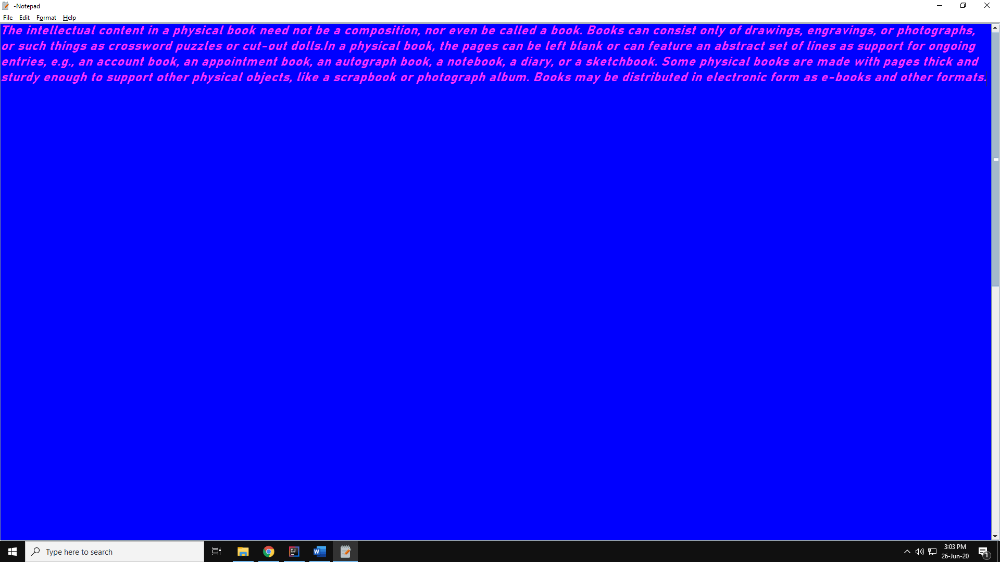 -Notepad
File Edit Format Help
The intellectual content in a physical book need not be a composition, nor even be called a book. Books can consist only of drawings, engravings, or photographs,
or such things as crossword puzzles or cut-out dolls.In a physical book, the pages can be left blank or can feature an abstract set of lines as support for ongoing
entries, e.g., an account book, an appointment book, an autograph book, a notebook, a diary, or a sketchbook. Some physical books are made with pages thick and
sturdy enough to support other physical objects, like a scrapbook or photograph album. Books may be distributed in electronic form as e-books and other formats.
Type here to search
IJ
W
3:03 PM
26-Jun-20
1